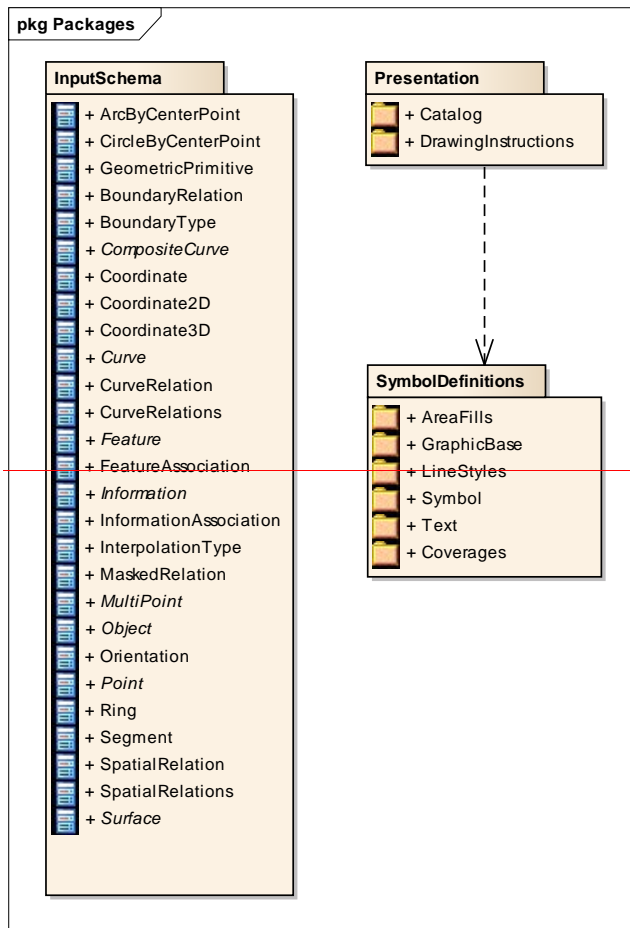 pkg Packages
InputSchema
+ ArcByCenterPoint
+ CircleByCenterPoint
+ GeometricPrimitive
+ BoundaryRelation
+ BoundaryType
+ CompositeCurve
+ Coordinate
+ Coordinate2D
+ Coordinate3D
+ Curve
+ CurveRelation
+ CurveRelations
+ Feature
+ FeatureAssociation
+ Information
+ InformationAssociation
+ InterpolationType
+ MaskedRelation
+ MultiPoint
+ Object
+ Orientation
+ Point
+ Ring
+ Segment
+ SpatialRelation
+ SpatialRelations
+ Surface
Presentation
+ Catalog
+ DrawingInstructions
SymbolDefinitions
+ AreaFills
+ GraphicBase
+ LineStyles
+ Symbol
+ Text
+ Coverages